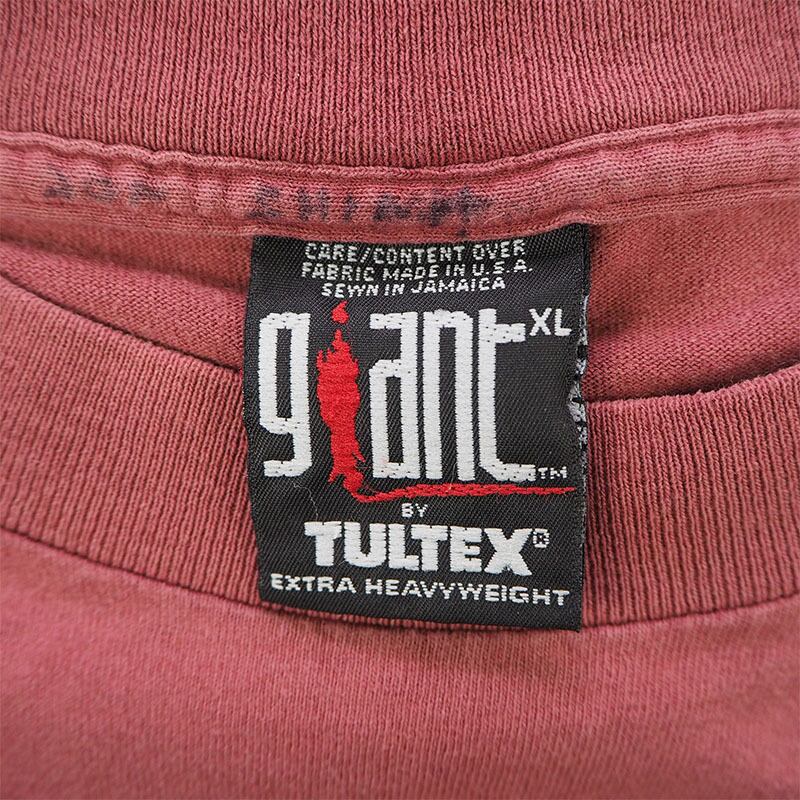 CARE/CONTENT OVER
FABRIC MADE IN U.S.A.
SEWN IN JAMAICA
giant XL
TM
BY
TULTEX®
EXTRA HEAVYWEIGHT